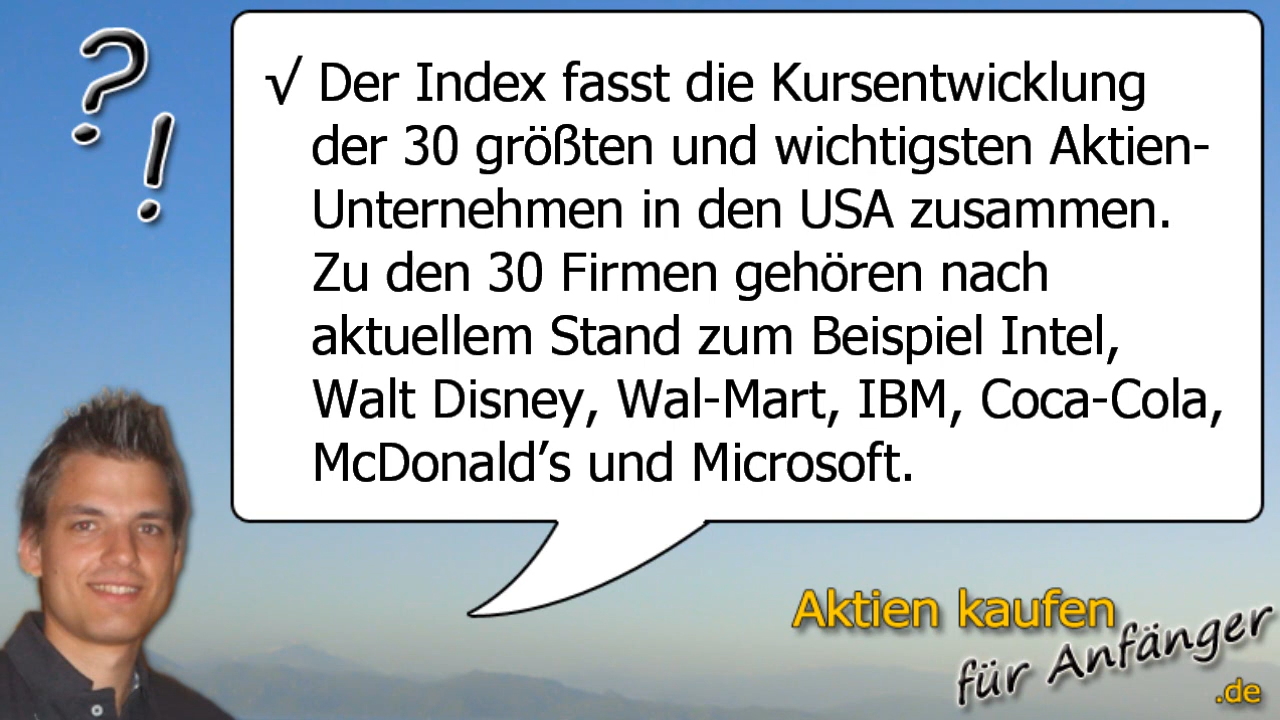 ?
!
√ Der Index fasst die Kursentwicklung
der 30 größten und wichtigsten Aktien-
Unternehmen in den USA zusammen.
Zu den 30 Firmen gehören nach
aktuellem Stand zum Beispiel Intel,
Walt Disney, Wal-Mart, IBM, Coca-Cola,
McDonald’s und Microsoft.
Aktien kaufen
für Anfänger
.de